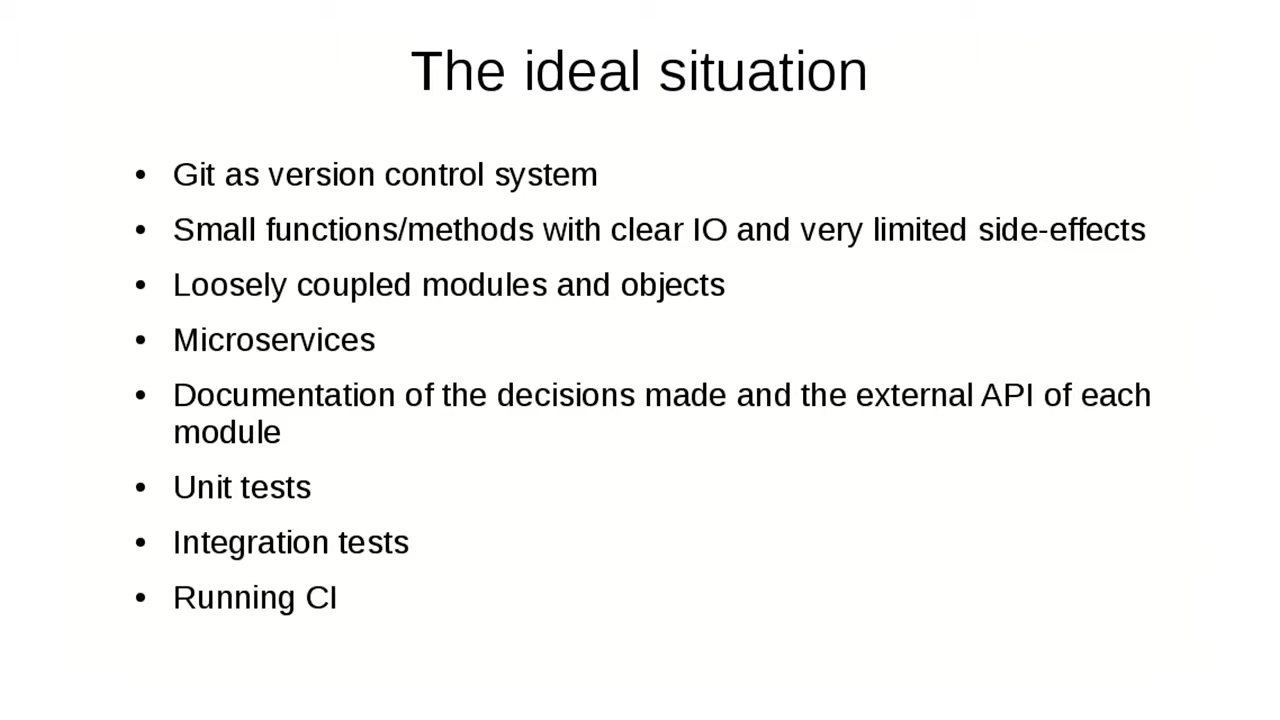 The ideal situation
• Git as version control system
• Small functions/methods with clear IO and very limited side-effects
• Loosely coupled modules and objects
• Microservices
• Documentation of the decisions made and the external API of each
module
• Unit tests
• Integration tests
• Running CI